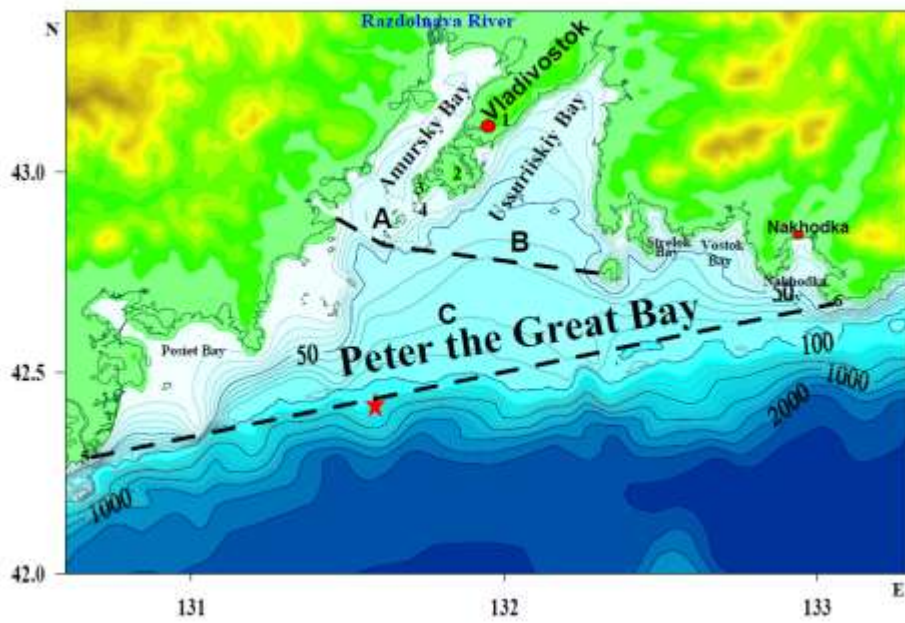 N
Razdolnaya River
Vladivostok
1
Amursky Bay
Ussuriiskiy Bay
43.0
2
3
4
A
B
Strelok
Bay
Vostok
Bay
Nakhodka
Nakhodka
50
6
C
Peter the Great Bay
Posiet Bay
50
100
42.5
1000
2000
5
1000
42.0
131
132
133
E